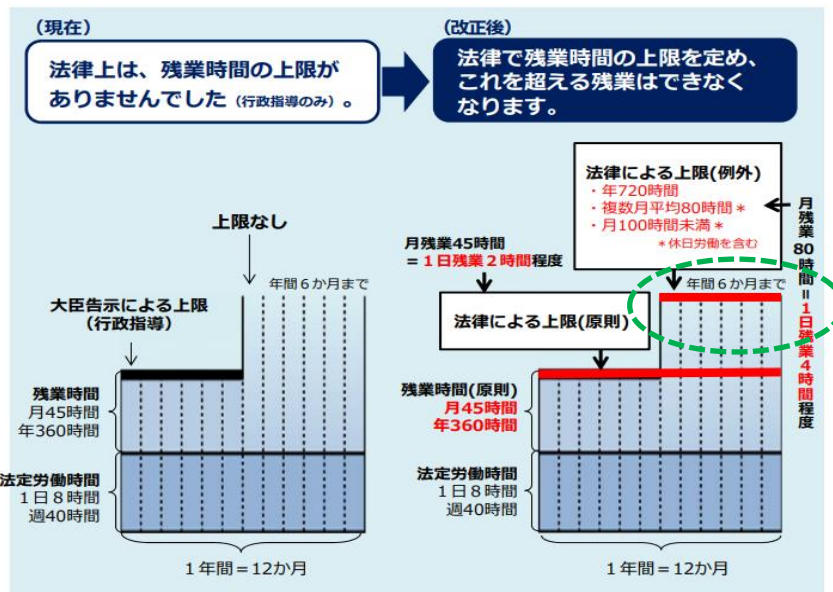 (現在)
法律上は、残業時間の上限が
ありませんでした(行政指導のみ)。
(改正後)
法律で残業時間の上限を定め、
これを超える残業はできなく
なります。
上限なし
大臣告示による上限
(行政指導)
年間6か月まで
残業時間
月45時間
年360時間
法定労働時間
1日8時間
週40時間
1年間=12か月
法律による上限(例外)
・年720時間
・複数月平均80時間*
・月100時間未満*
*休日労働を含む
月残業80時間=1日残業4時間程度
月残業45時間
=1日残業2時間程度
年間6か月まで
法律による上限(原則)
残業時間(原則)
月45時間
年360時間
法定労働時間
1日8時間
週40時間
1年間=12か月